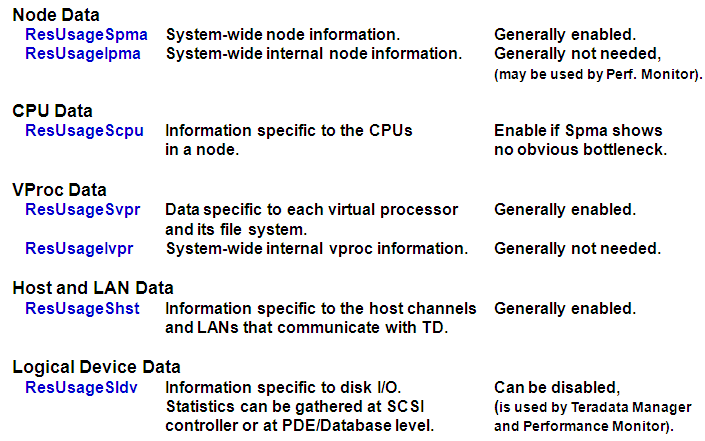 Node Data
ResUsageSpma System-wide node information. Generally enabled.
ResUsageIpma System-wide internal node information. Generally not needed,
(may be used by Perf. Monitor).
CPU Data
ResUsageScpu Information specific to the CPUs Enable if Spma shows
in a node. no obvious bottleneck.
VProc Data
ResUsageSvpr Data specific to each virtual processor Generally enabled.
and its file system.
ResUsageIvpr System-wide internal vproc information. Generally not needed.
Host and LAN Data
ResUsageShst Information specific to the host channels Generally enabled.
and LANs that communicate with TD.
Logical Device Data
ResUsageSldv Information specific to disk I/O. Can be disabled,
Statistics can be gathered at SCSI (is used by Teradata Manager
controller or at PDE/Database level. and Performance Monitor).